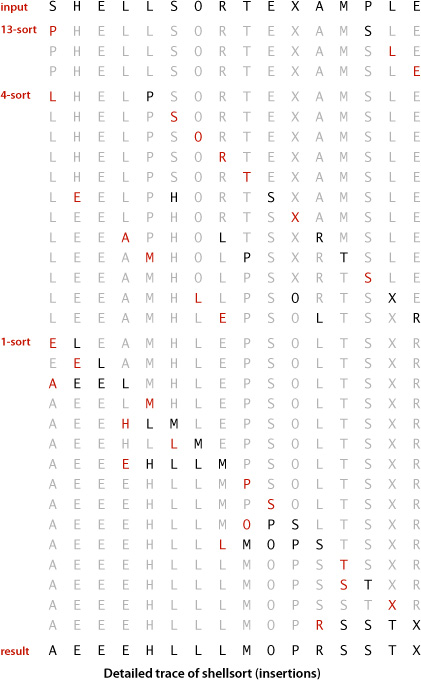 input S H E L L S O R T E X A M P L E
13-sort P H E L L S O R T E X A M S L E
P H E L L S O R T E X A M S L E
P H E L L S O R T E X A M S L E
4-sort L H E L P S O R T E X A M S L E
L H E L P S O R T E X A M S L E
L H E L P S O R T E X A M S L E
L H E L P S O R T E X A M S L E
L H E L P S O R T E X A M S L E
L E E L P H O R T S X A M S L E
L E E L P H O R T S X A M S L E
L E E A P H O L T S X R M S L E
L E E A M H O L P S X R T S L E
L E E A M H O L P S X R T S L E
L E E A M H L L P S O R T S X E
L E E A M H L E P S O L T S X R
1-sort E L E A M H L E P S O L T S X R
E E L A M H L E P S O L T S X R
A E E L M H L E P S O L T S X R
A E E L M H L E P S O L T S X R
A E E H L M L E P S O L T S X R
A E E H L L M E P S O L T S X R
A E E E H L L M P S O L T S X R
A E E E H L L M P S O L T S X R
A E E E H L L M P S O L T S X R
A E E E H L L M O P S L T S X R
A E E E H L L L M O P S T S X R
A E E E H L L L M O P S T S X R
A E E E H L L L M O P S S T X R
A E E E H L L L M O P S S T X R
A E E E H L L L M O P R S S T X
result A E E E H L L L M O P R S S T X
Detailed trace of shellsort (insertions)